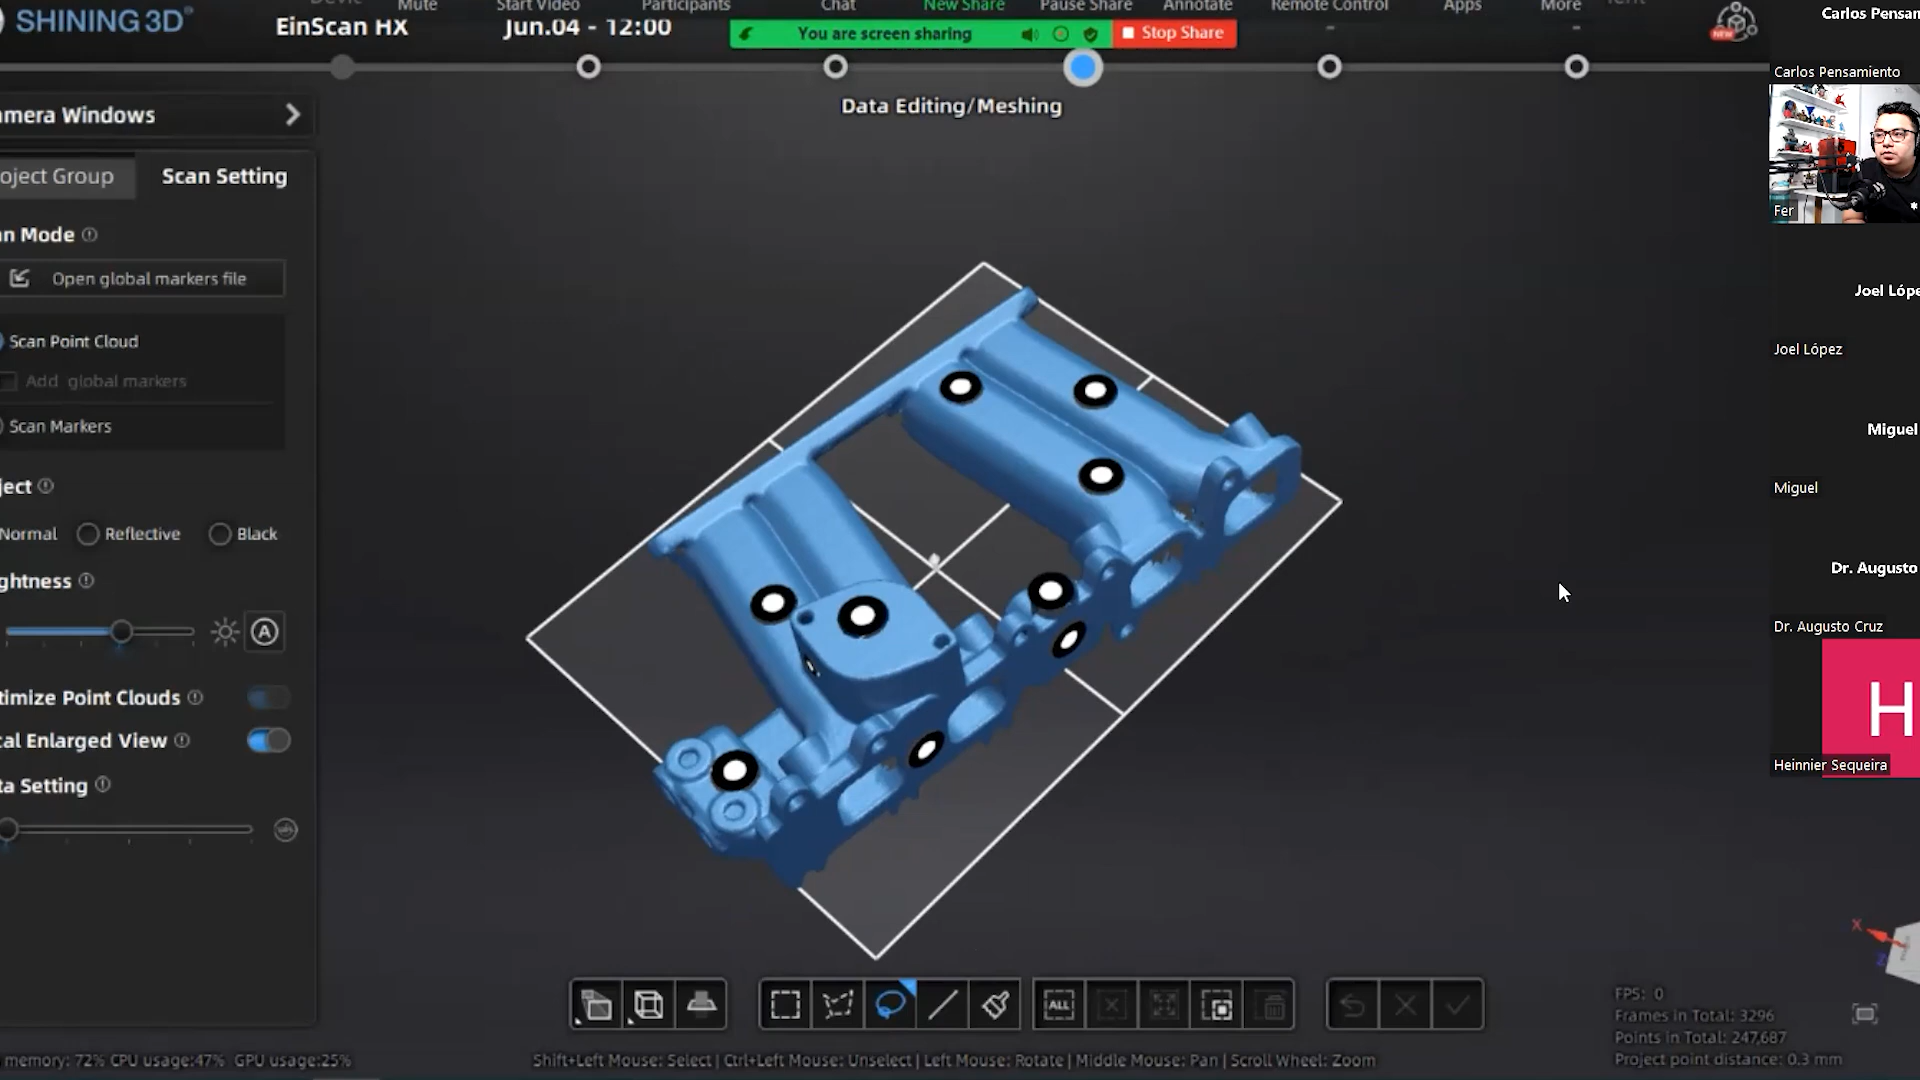 Mute
Start Video
Participants
Chat
New Share
Pause Share
Annotate
Remote Control
Apps
More
SHINING 3D
EinScan HX
Jun.04 - 12:00
You are screen sharing
Stop Share
NEW
Data Editing/Meshing
amera Windows
oject Group
Scan Setting
an Mode
Open global markers file
Scan Point Cloud
Add global markers
Scan Markers
ject
Normal
Reflective
Black
ghtness
A
timize Point Clouds
cal Enlarged View
ta Setting
Carlos Pensam
Carlos Pensamiento
Fer
Joel Lópe
Joel López
Miguel
Miguel
Dr. Augusto
Dr. Augusto Cruz
H
Heinnier Sequeira
X
Z
ALL
FPS: 0
Frames in Total: 3296
Points in Total: 247,687
Project point distance: 0.3 mm
memory: 72% CPU usage:47% GPU usage:25%
Shift+Left Mouse: Select | Ctrl+Left Mouse: Unselect | Left Mouse: Rotate | Middle Mouse: Pan | Scroll Wheel: Zoom